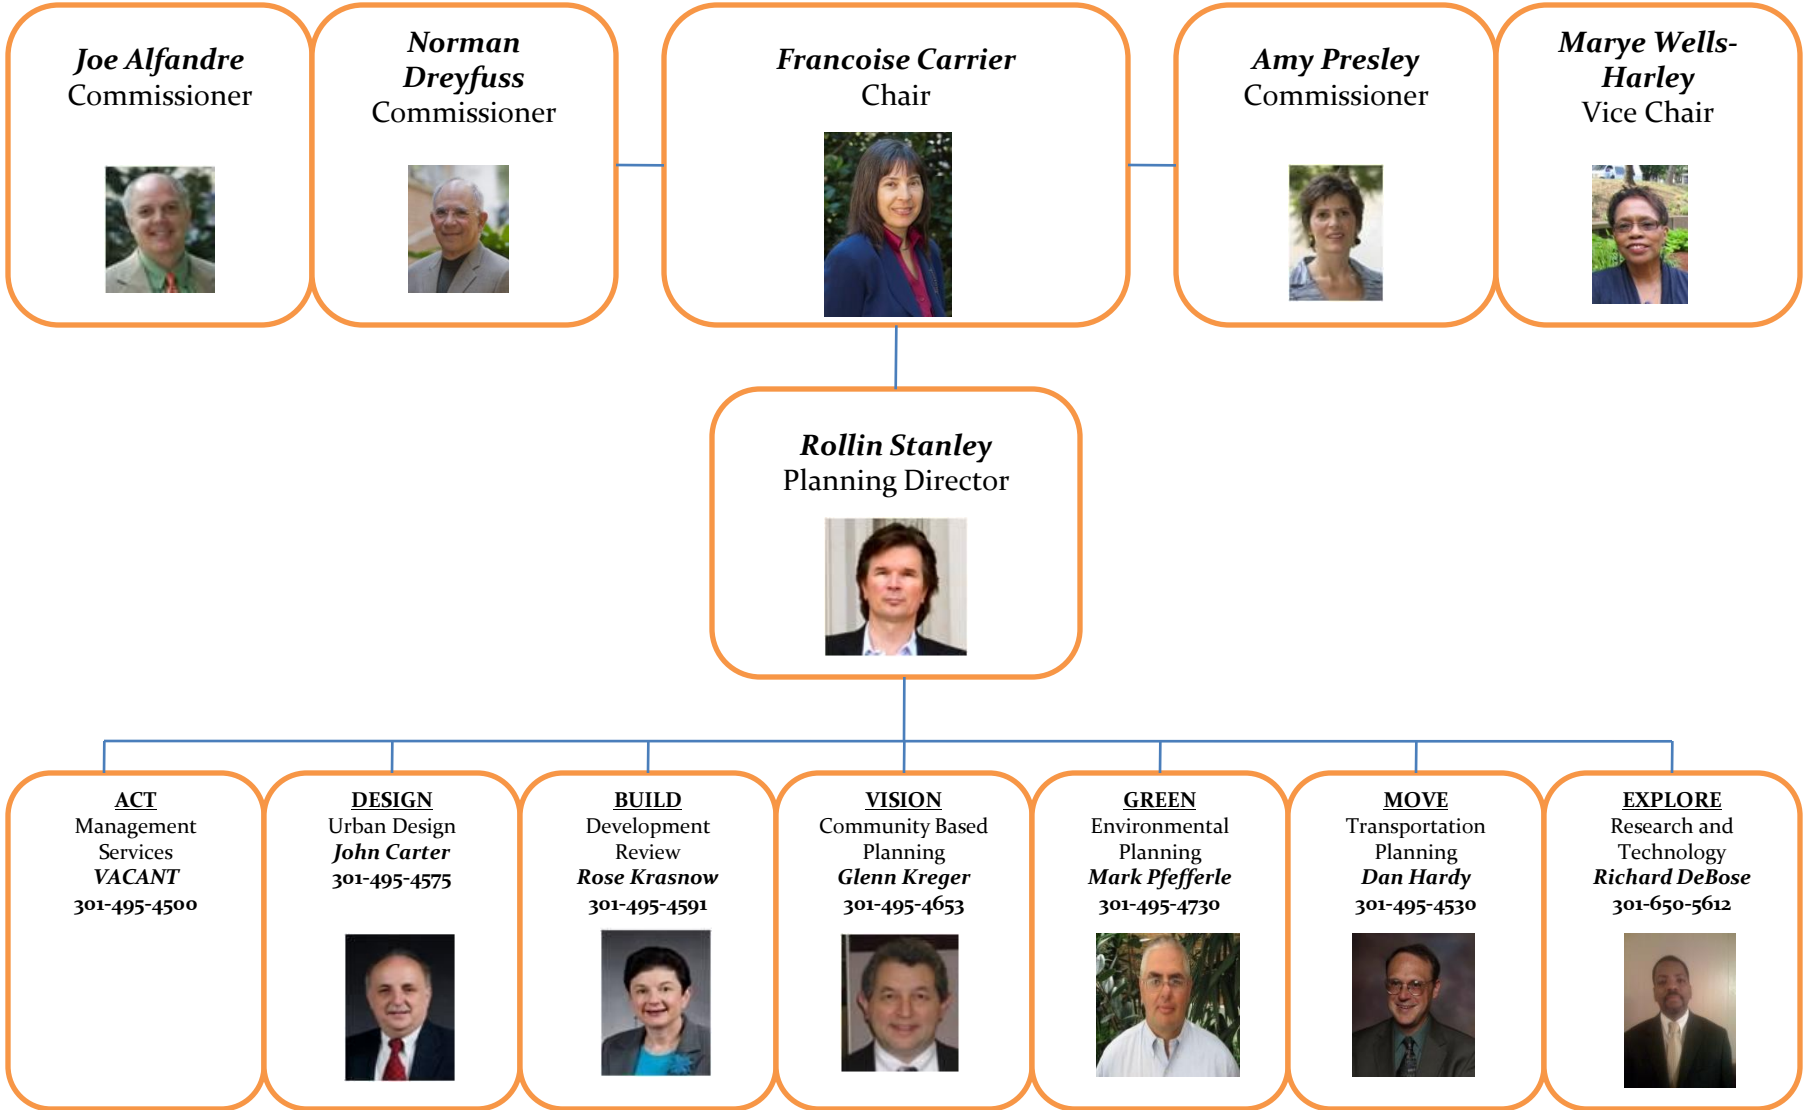 Joe Alfandre
Commissioner
Norman
Dreyfuss
Commissioner
Francoise Carrier
Chair
Amy Presley
Commissioner
Marye Wells-
Harley
Vice Chair
Rollin Stanley
Planning Director
ACT
Management
Services
VACANT
301-495-4500
DESIGN
Urban Design
John Carter
301-495-4575
BUILD
Development
Review
Rose Krasnow
301-495-4591
VISION
Community Based
Planning
Glenn Kreger
301-495-4653
GREEN
Environmental
Planning
Mark Pfefferle
301-495-4730
MOVE
Transportation
Planning
Dan Hardy
301-495-4530
EXPLORE
Research and
Technology
Richard DeBose
301-650-5612